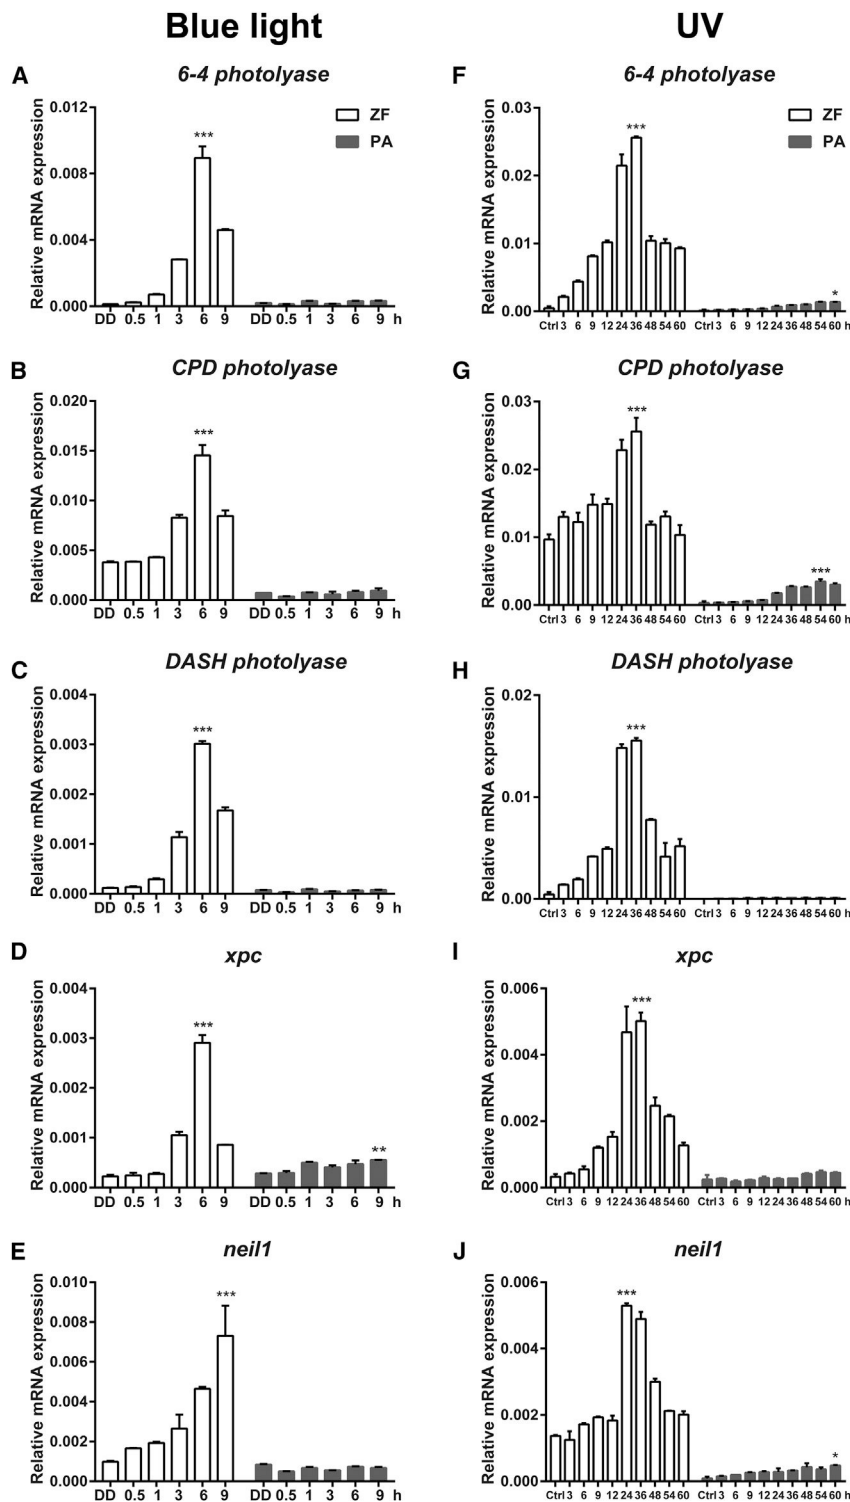 Blue light
UV
A
6-4 photolyase
Relative mRNA expression
0.012
0.008
0.004
0.000
***
ZF
PA
DD 0.5 1 3 6 9 DD 0.5 1 3 6 9 h
F
6-4 photolyase
Relative mRNA expression
0.03
0.02
0.01
0.00
***
*
ZF
PA
Ctrl 3 6 9 12 24 36 48 54 60 Ctrl 3 6 9 12 24 36 48 54 60 h
B
CPD photolyase
Relative mRNA expression
0.020
0.015
0.010
0.005
0.000
***
DD 0.5 1 3 6 9 DD 0.5 1 3 6 9 h
G
CPD photolyase
Relative mRNA expression
0.03
0.02
0.01
0.00
***
***
Ctrl 3 6 9 12 24 36 48 54 60 Ctrl 3 6 9 12 24 36 48 54 60 h
C
DASH photolyase
Relative mRNA expression
0.004
0.003
0.002
0.001
0.000
***
DD 0.5 1 3 6 9 DD 0.5 1 3 6 9 h
H
DASH photolyase
Relative mRNA expression
0.02
0.01
0.00
***
Ctrl 3 6 9 12 24 36 48 54 60 Ctrl 3 6 9 12 24 36 48 54 60 h
D
xpc
Relative mRNA expression
0.004
0.003
0.002
0.001
0.000
***
**
DD 0.5 1 3 6 9 DD 0.5 1 3 6 9 h
I
xpc
Relative mRNA expression
0.006
0.004
0.002
0.000
***
Ctrl 3 6 9 12 24 36 48 54 60 Ctrl 3 6 9 12 24 36 48 54 60 h
E
neil1
Relative mRNA expression
0.010
0.008
0.006
0.004
0.002
0.000
***
DD 0.5 1 3 6 9 DD 0.5 1 3 6 9 h
J
neil1
Relative mRNA expression
0.006
0.004
0.002
0.000
***
*
Ctrl 3 6 9 12 24 36 48 54 60 Ctrl 3 6 9 12 24 36 48 54 60 h